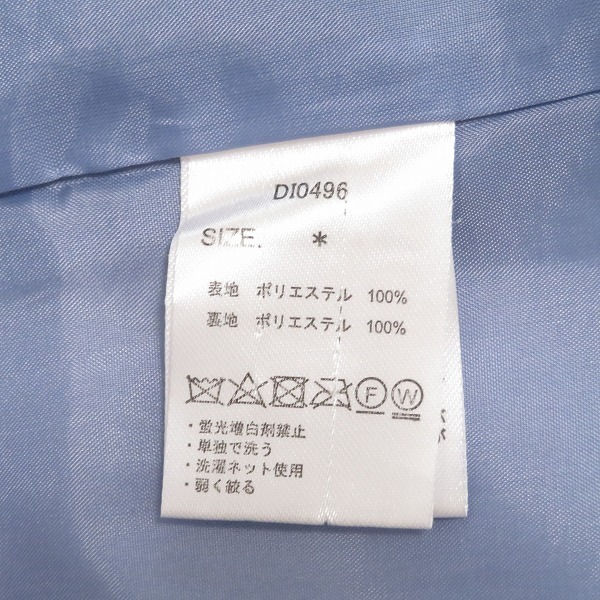 DI0496
SIZE. *
表地 ポリエステル 100%
裏地 ポリエステル 100%
F W
・蛍光増白剤禁止
・単独で洗う
・洗濯ネット使用
・弱く絞る